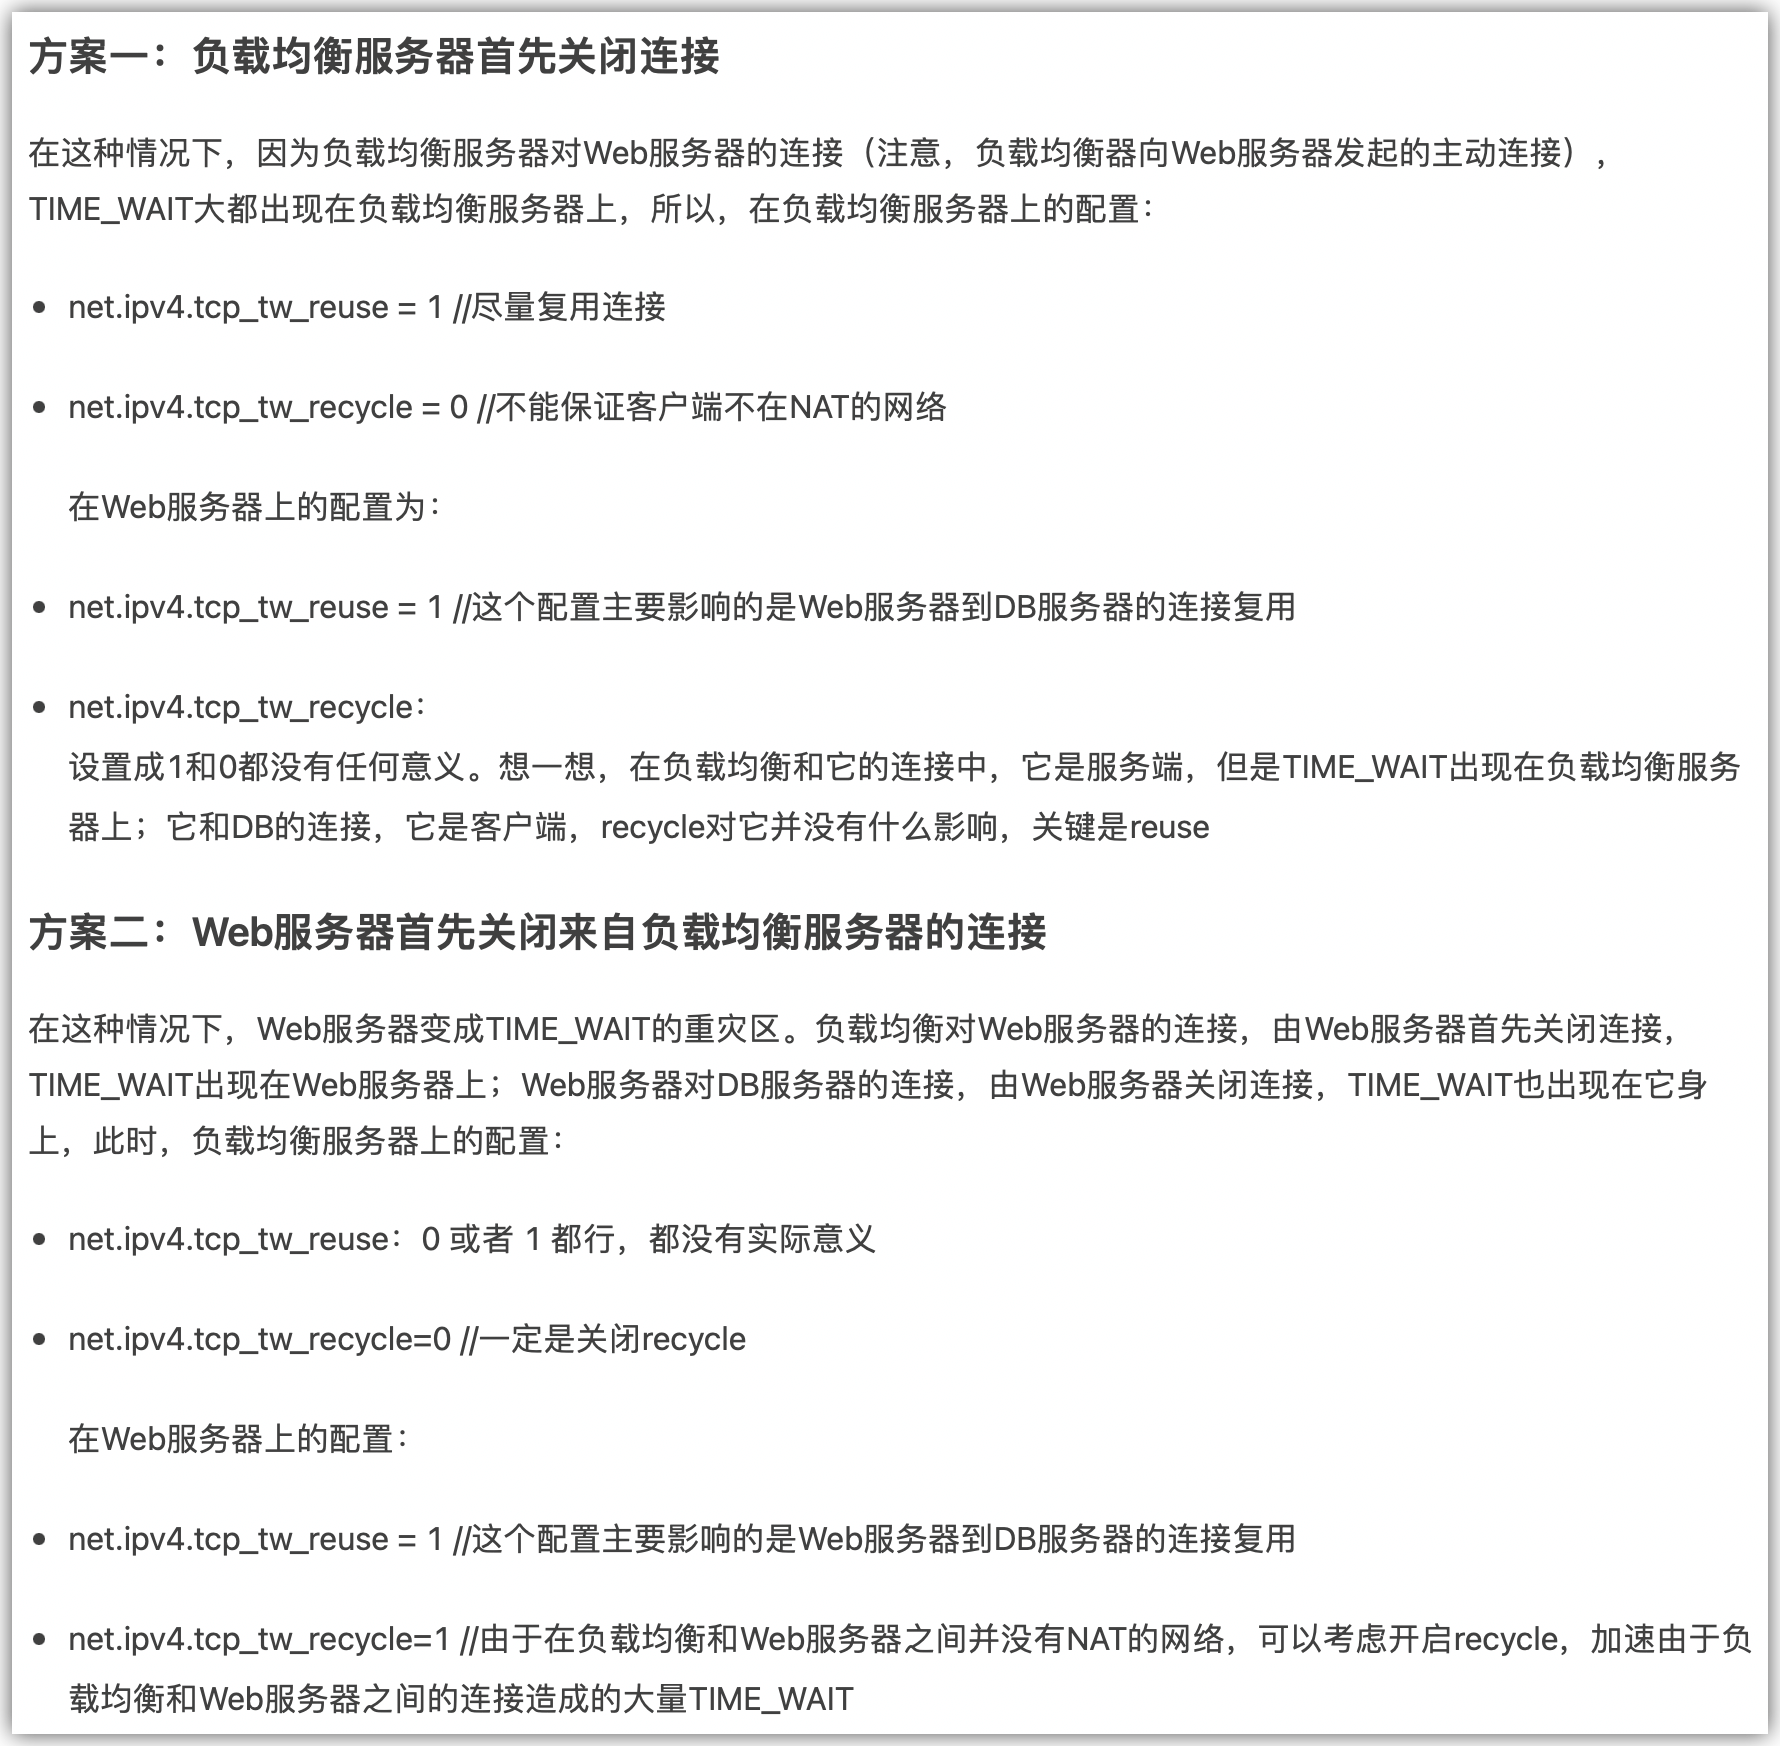 方案一：负载均衡服务器首先关闭连接
在这种情况下，因为负载均衡服务器对Web服务器的连接（注意，负载均衡器向Web服务器发起的主动连接），
TIME_WAIT大都出现在负载均衡服务器上，所以，在负载均衡服务器上的配置：
• net.ipv4.tcp_tw_reuse = 1 //尽量复用连接
• net.ipv4.tcp_tw_recycle = 0 //不能保证客户端不在NAT的网络
在Web服务器上的配置为：
• net.ipv4.tcp_tw_reuse = 1 //这个配置主要影响的是Web服务器到DB服务器的连接复用
• net.ipv4.tcp_tw_recycle：
设置成1和0都没有任何意义。想一想，在负载均衡和它的连接中，它是服务端，但是TIME_WAIT出现在负载均衡服务
器上；它和DB的连接，它是客户端，recycle对它并没有什么影响，关键是reuse
方案二：Web服务器首先关闭来自负载均衡服务器的连接
在这种情况下，Web服务器变成TIME_WAIT的重灾区。负载均衡对Web服务器的连接，由Web服务器首先关闭连接，
TIME_WAIT出现在Web服务器上；Web服务器对DB服务器的连接，由Web服务器关闭连接，TIME_WAIT也出现在它身
上，此时，负载均衡服务器上的配置：
• net.ipv4.tcp_tw_reuse：0 或者 1 都行，都没有实际意义
• net.ipv4.tcp_tw_recycle=0 //一定是关闭recycle
在Web服务器上的配置：
• net.ipv4.tcp_tw_reuse = 1 //这个配置主要影响的是Web服务器到DB服务器的连接复用
• net.ipv4.tcp_tw_recycle=1 //由于在负载均衡和Web服务器之间并没有NAT的网络，可以考虑开启recycle，加速由于负
载均衡和Web服务器之间的连接造成的大量TIME_WAIT